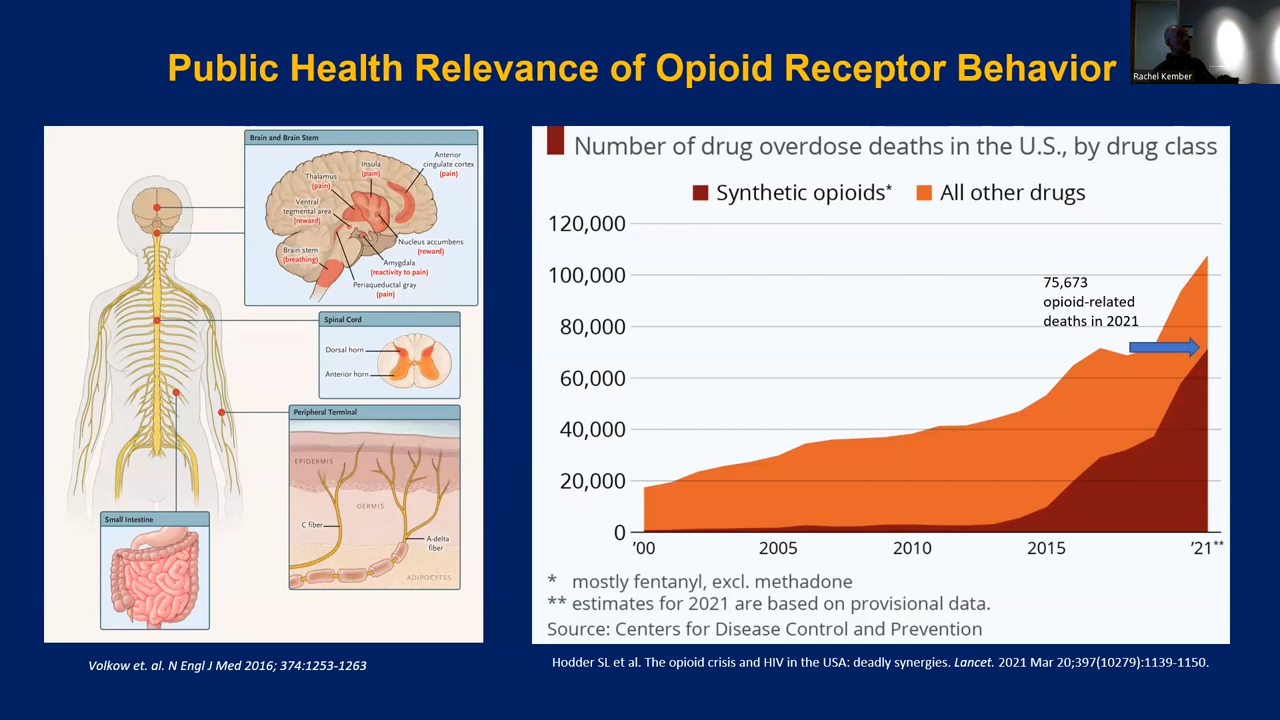 Public Health Relevance of Opioid Receptor Behavior
Rachel Kember
Brain and Brain Stem
Anterior
cingulate cortex
(pain)
Insula
(pain)
Thalamus
(pain)
Ventral
tegmental area
(reward)
Nucleus accumbens
(reward)
Brain stem
(breathing)
Amygdala
(reactivity to pain)
Periaqueductal gray
(pain)
Spinal Cord
Dorsal horn
Anterior horn
Peripheral Terminal
EPIDERMIS
DERMIS
C fiber
A-delta
fiber
ADIPOCYTES
Small Intestine
Volkow et. al. N Engl J Med 2016; 374:1253-1263
Number of drug overdose deaths in the U.S., by drug class
Synthetic opioids* All other drugs
120,000
100,000
80,000
60,000
40,000
20,000
0
75,673
opioid-related
deaths in 2021
'00 2005 2010 2015 '21**
* mostly fentanyl, excl. methadone
** estimates for 2021 are based on provisional data.
Source: Centers for Disease Control and Prevention
Hodder SL et al. The opioid crisis and HIV in the USA: deadly synergies. Lancet. 2021 Mar 20;397(10279):1139-1150.